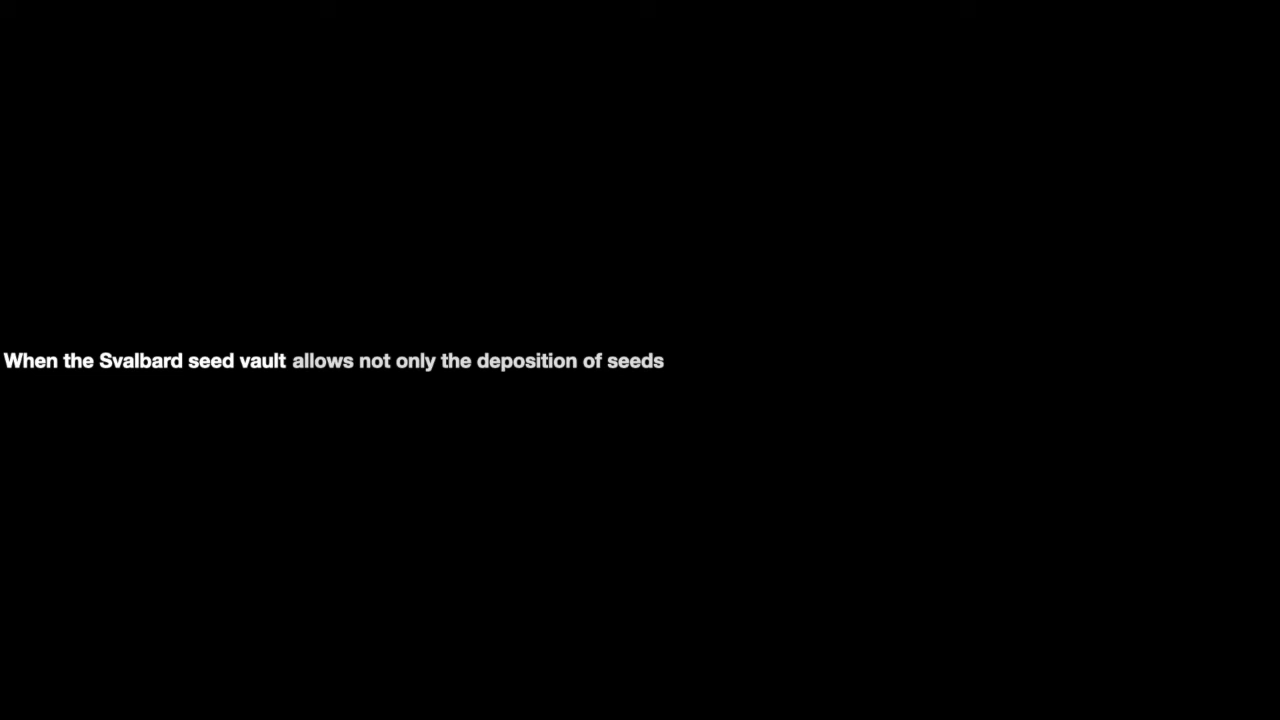 When the Svalbard seed vault allows not only the deposition of seeds